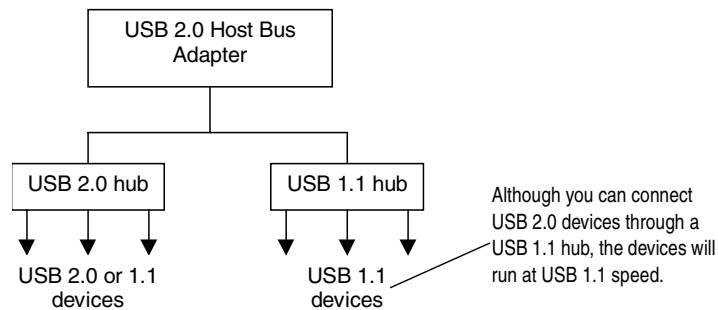 USB 2.0 Host Bus
Adapter
USB 2.0 hub
USB 1.1 hub
USB 2.0 or 1.1
devices
USB 1.1
devices
Although you can connect
USB 2.0 devices through a
USB 1.1 hub, the devices will
run at USB 1.1 speed.